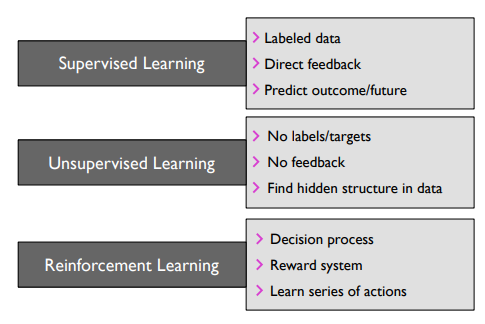 Supervised Learning
Labeled data
Direct feedback
Predict outcome/future
Unsupervised Learning
No labels/targets
No feedback
Find hidden structure in data
Reinforcement Learning
Decision process
Reward system
Learn series of actions